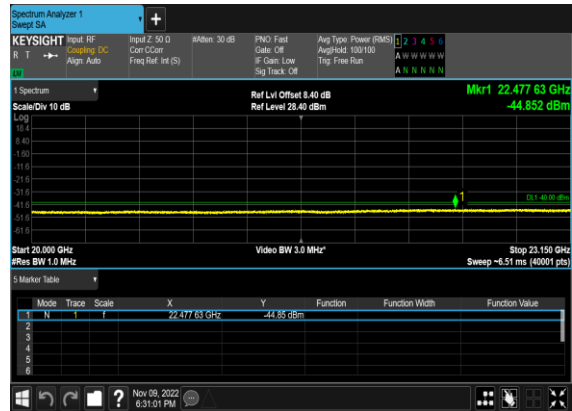 Spectrum Analyzer 1
Swept SA
+
KEYSIGHT Input: RF Input Z: 50 Ω #Atten: 30 dB PNO: Fast Avg Type: Power (RMS) 1 2 3 4 5 6
R T Coupling: DC Corr CCorr Gate: Off Avg|Hold: 100/100 A W W W W W
Align: Auto Freq Ref: Int (S) IF Gain: Low Trig: Free Run
Sig Track: Off A N N N N N
1 Spectrum Ref Lvl Offset 8.40 dB Mkr1 22.477 63 GHz
Scale/Div 10 dB Ref Level 28.40 dBm -44.852 dBm
Log
18.4
8.40
-1.60
-11.6
-21.6
-31.6
1
DL1 -40.00 dBm
-41.6
-51.6
-61.6
Start 20.000 GHz Video BW 3.0 MHz* Stop 23.150 GHz
#Res BW 1.0 MHz Sweep ~6.51 ms (40001 pts)
5 Marker Table
Mode Trace Scale X Y Function Function Width Function Value
1 N 1 f 22.477 63 GHz -44.85 dBm
2
3
4
5
6
? Nov 09, 2022
6:31:01 PM